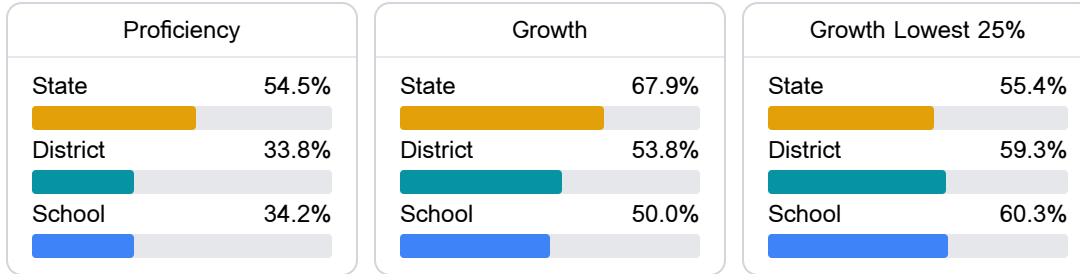 Proficiency
State 54.5%
District 33.8%
School 34.2%
Growth
State 67.9%
District 53.8%
School 50.0%
Growth Lowest 25%
State 55.4%
District 59.3%
School 60.3%